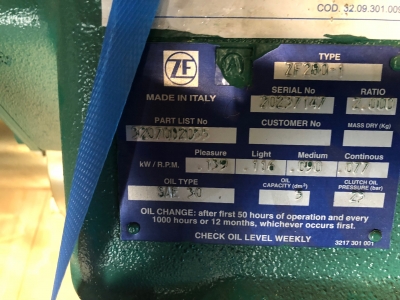 COD. 32.09.301.009
ZF
TYPE
ZF 280-1
MADE IN ITALY
SERIAL No
RATIO
PART LIST No
CUSTOMER No
MASS DRY (Kg)
Pleasure Light Medium Continous
kW / R.P.M.
OIL TYPE
OIL CAPACITY (dm³)
CLUTCH OIL PRESSURE (bar)
SAE 30
OIL CHANGE: after first 50 hours of operation and every
1000 hours or 12 months, whichever occurs first.
CHECK OIL LEVEL WEEKLY
3217 301 001